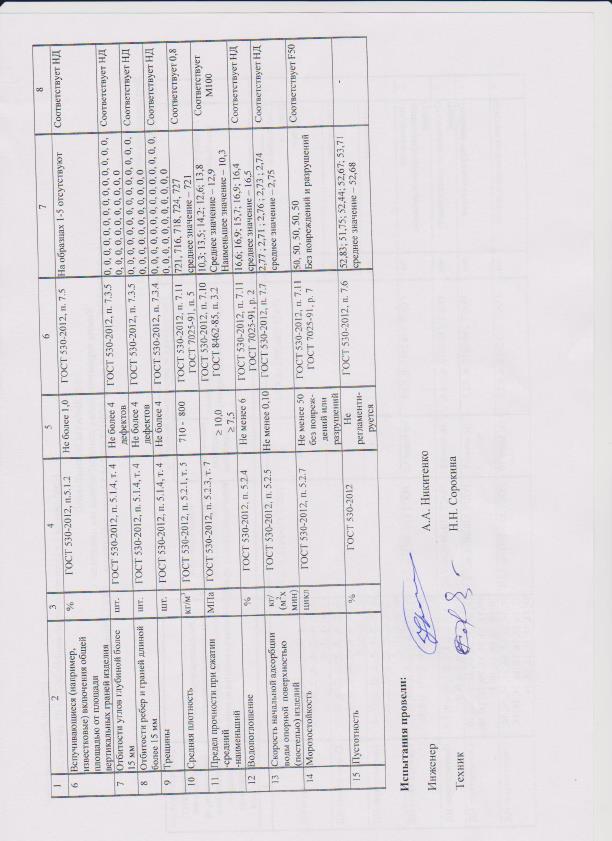 1 2 3 4 5 6 7 8
6 Вспучивающиеся (например, известковые) включения общей площадью от площади вертикальных граней изделия % ГОСТ 530-2012, п.5.1.2 Не более 1,0 ГОСТ 530-2012, п. 7.5 На образцах 1-5 отсутствуют Соответствует НД
7 Отбитости углов глубиной более 15 мм шт. ГОСТ 530-2012, п. 5.1.4, т. 4 Не более 4 дефектов ГОСТ 530-2012, п. 7.3.5 0, 0, 0, 0, 0, 0, 0, 0, 0, 0, 0, 0, 0, 0, 0, 0, 0, 0, 0, 0, 0, 0, 0 Соответствует НД
8 Отбитости ребер и граней длиной более 15 мм шт. ГОСТ 530-2012, п. 5.1.4, т. 4 Не более 4 дефектов ГОСТ 530-2012, п. 7.3.5 0, 0, 0, 0, 0, 0, 0, 0, 0, 0, 0, 0, 0, 0, 0, 0, 0, 0, 0, 0, 0, 0, 0 Соответствует НД
9 Трещины шт. ГОСТ 530-2012, п. 5.1.4, т. 4 Не более 4 ГОСТ 530-2012, п. 7.3.4 0, 0, 0, 0, 0, 0, 0, 0, 0, 0, 0, 0, 0, 0, 0, 0, 0, 0, 0, 0, 0, 0, 0 Соответствует НД
10 Средняя плотность кг/м³ ГОСТ 530-2012, п. 5.2.1, т. 5 710 - 800 ГОСТ 530-2012, п. 7.11 ГОСТ 7025-91, п. 5 721, 716, 718, 724, 727 среднее значение – 721 Соответствует 0,8
11 Предел прочности при сжатии -средний -наименьший МПа ГОСТ 530-2012, п. 5.2.3, т. 7 ≥ 10,0 ≥ 7,5 ГОСТ 530-2012, п. 7.10 ГОСТ 8462-85, п. 3.2 10,3; 13,5; 14,2; 12,6; 13,8 Среднее значение – 12,9 Наименьшее значение – 10,3 Соответствует М100
12 Водопоглощение % ГОСТ 530-2012, п. 5.2.4 Не менее 6 ГОСТ 530-2012, п. 7.11 ГОСТ 7025-91, р. 2 16,6; 16,9; 15,7; 16,9; 16,4 среднее значение – 16,5 Соответствует НД
13 Скорость начальной адсорбции воды опорной поверхностью (постелью) изделий кг/(м²х мин) ГОСТ 530-2012, п. 5.2.5 Не менее 0,10 ГОСТ 530-2012, п. 7.7 2,77 ; 2,71 ; 2,76 ; 2,73 ; 2,74 среднее значение – 2,75 Соответствует НД
14 Морозостойкость цикл ГОСТ 530-2012, п. 5.2.7 Не менее 50 без повреж- дений или разрушений ГОСТ 530-2012, п. 7.11 ГОСТ 7025-91, р. 7 50, 50, 50, 50, 50 Без повреждений и разрушений Соответствует F50
15 Пустотность % ГОСТ 530-2012 Не регламенти- руется ГОСТ 530-2012, п. 7.6 52,83; 51,75; 52,44; 52,67; 53,71 среднее значение – 52,68 -
Испытания провели:
Инженер А.А. Никитенко
Техник Н.Н. Сорокина